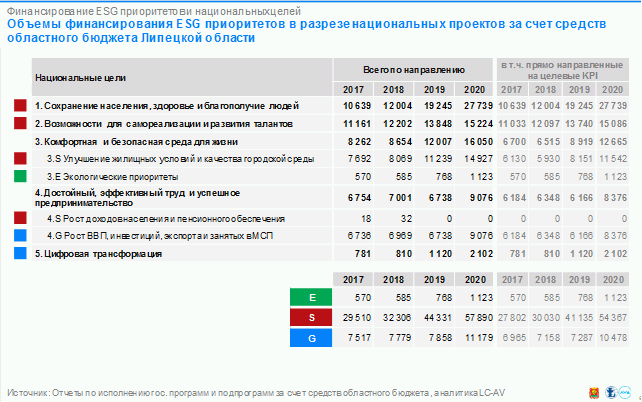 Финансирование ESG приоритетов и национальных целей
Объемы финансирования ESG приоритетов в разрезе национальных проектов за счет средств
областного бюджета Липецкой области
Национальные цели Всего по направлению в т.ч. прямо направленные
на целевые KPI
2017 2018 2019 2020 2017 2018 2019 2020
1. Сохранение населения, здоровье и благополучие людей 10 639 12 004 19 245 27 739 10 639 12 004 19 245 27 739
2. Возможности для самореализации и развития талантов 11 161 12 202 13 848 15 224 11 033 12 097 13 740 15 086
3. Комфортная и безопасная среда для жизни 8 262 8 654 12 007 16 050 6 700 6 515 8 919 12 665
3.S Улучшение жилищных условий и качества городской среды 7 692 8 069 11 239 14 927 6 130 5 930 8 151 11 542
3.E Экологические приоритеты 570 585 768 1 123 570 585 768 1 123
4. Достойный, эффективный труд и успешное
предпринимательство 6 754 7 001 6 738 9 076 6 184 6 348 6 166 8 376
4.S Рост доходов населения и пенсионного обеспечения 18 32 0 0 0 0 0 0
4.G Рост ВВП, инвестиций, экспорта и занятых в МСП 6 736 6 969 6 738 9 076 6 184 6 348 6 166 8 376
5. Цифровая трансформация 781 810 1 120 2 102 781 810 1 120 2 102
2017 2018 2019 2020 2017 2018 2019 2020
E 570 585 768 1 123 570 585 768 1 123
S 29 510 32 306 44 331 57 890 27 802 30 030 41 135 54 367
G 7 517 7 779 7 858 11 179 6 965 7 158 7 287 10 478
Источник: Отчеты по исполнению гос. программ и подпрограмм за счет средств областного бюджета, аналитика LC-AV